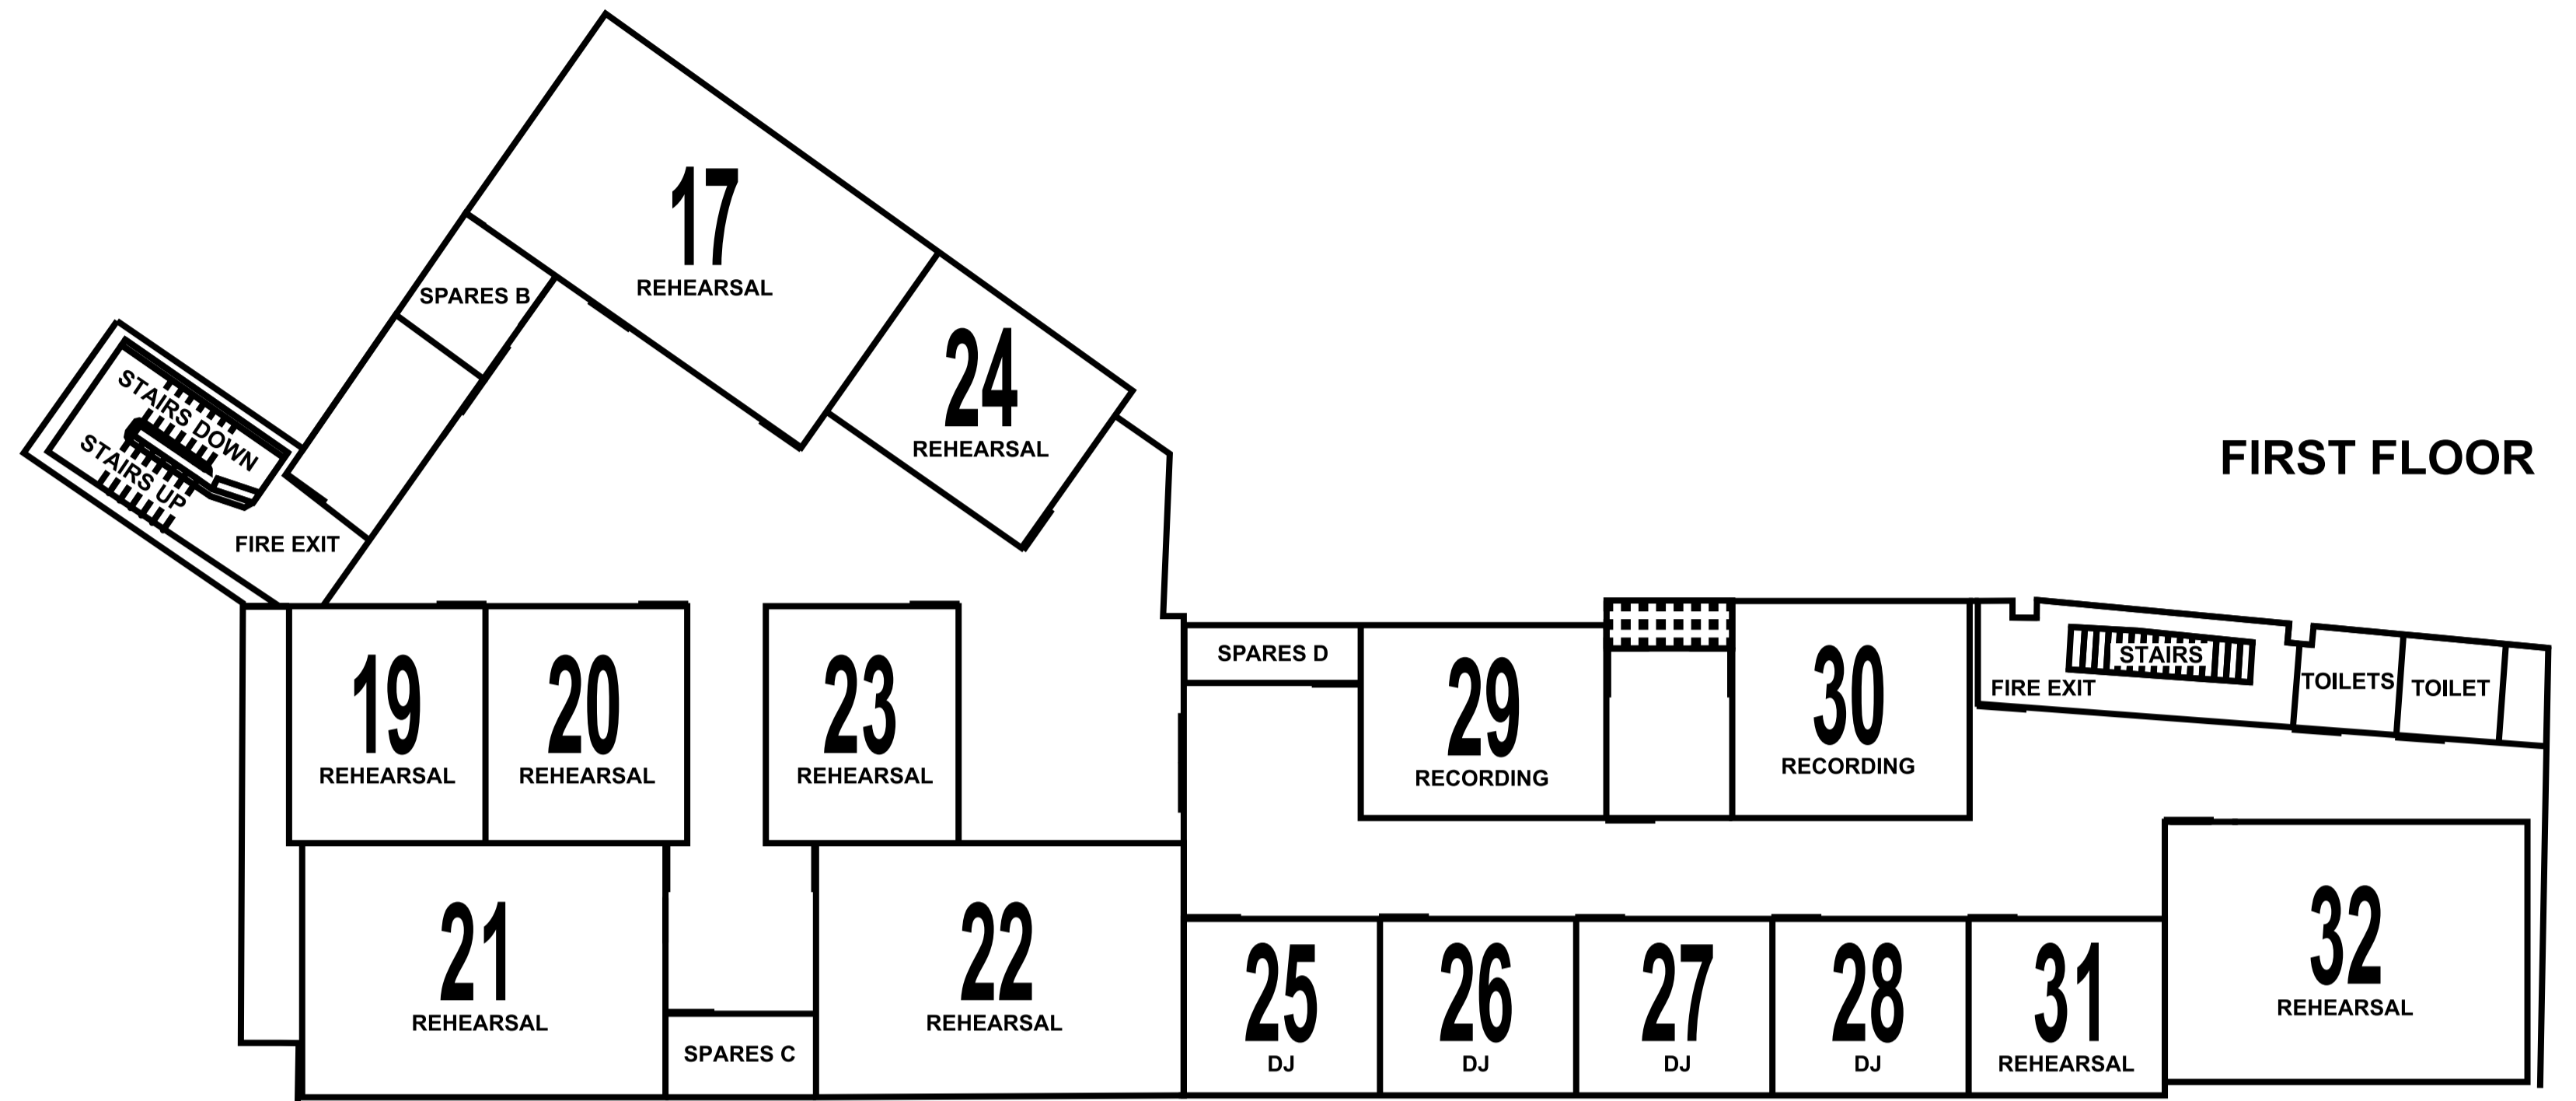 17
REHEARSAL
SPARES B
24
REHEARSAL
STAIRS DOWN
STAIRS UP
FIRE EXIT
FIRST FLOOR
19
REHEARSAL
20
REHEARSAL
23
REHEARSAL
SPARES D
29
RECORDING
30
RECORDING
STAIRS
FIRE EXIT
TOILETS
TOILET
21
REHEARSAL
SPARES C
22
REHEARSAL
25
DJ
26
DJ
27
DJ
28
DJ
31
REHEARSAL
32
REHEARSAL